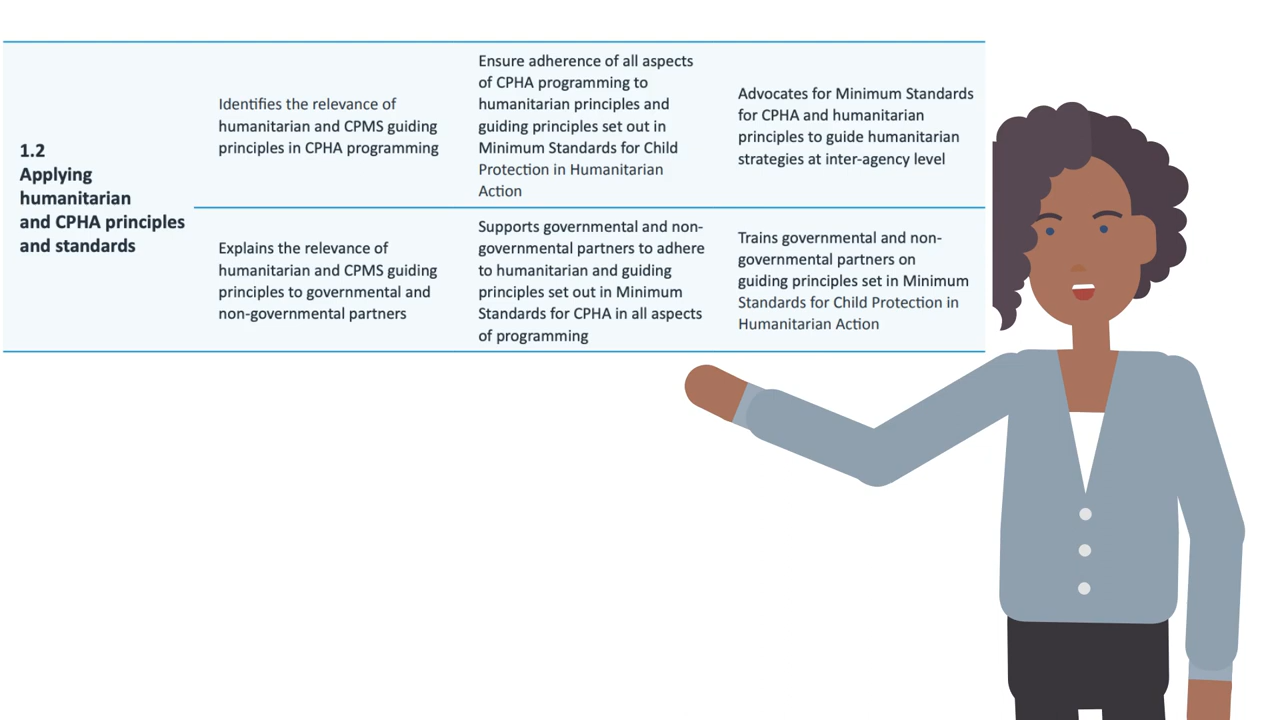 1.2
Applying
humanitarian
and CPHA principles
and standards
Identifies the relevance of
humanitarian and CPMS guiding
principles in CPHA programming
Ensure adherence of all aspects
of CPHA programming to
humanitarian principles and
guiding principles set out in
Minimum Standards for Child
Protection in Humanitarian
Action
Advocates for Minimum Standards
for CPHA and humanitarian
principles to guide humanitarian
strategies at inter-agency level
Explains the relevance of
humanitarian and CPMS guiding
principles to governmental and
non-governmental partners
Supports governmental and non-
governmental partners to adhere
to humanitarian and guiding
principles set out in Minimum
Standards for CPHA in all aspects
of programming
Trains governmental and non-
governmental partners on
guiding principles set in Minimum
Standards for Child Protection in
Humanitarian Action